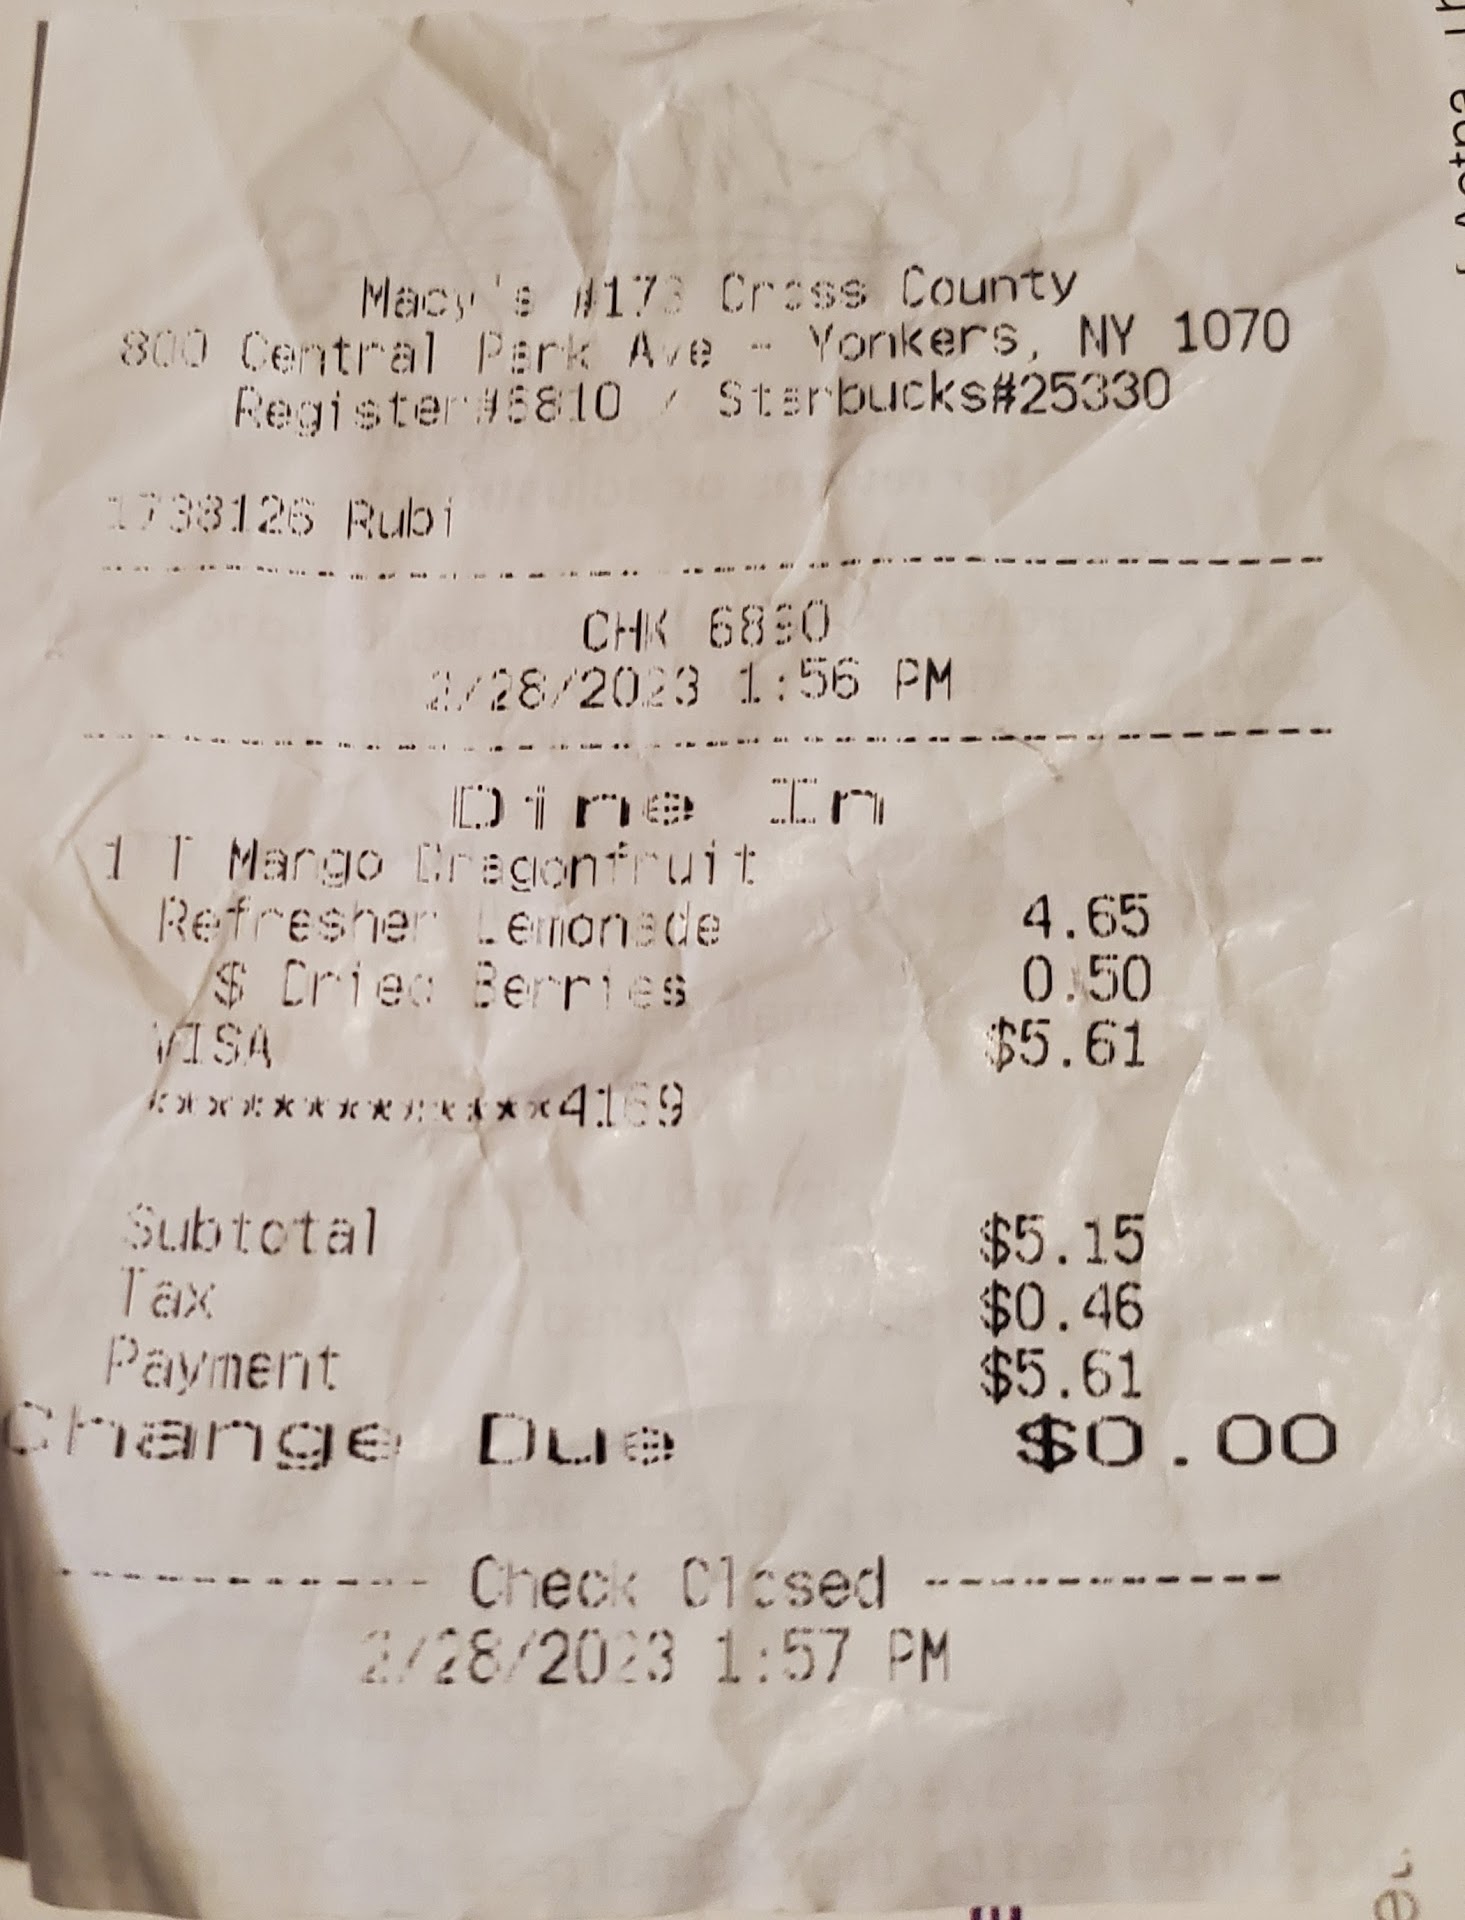 Macy's #173 Cross County
800 Central Park Ave - Yonkers, NY 1070
Register#6810 / Starbucks#25330
1738126 Rubi
CHK 6890
2/28/2023 1:56 PM
Dine In
1 T Mango Dragonfruit
Refresher Lemonade 4.65
$ Dried Berries 0.50
VISA $5.61
************4169
Subtotal $5.15
Tax $0.46
Payment $5.61
Change Due $0.00
------------ Check Closed ------------
2/28/2023 1:57 PM